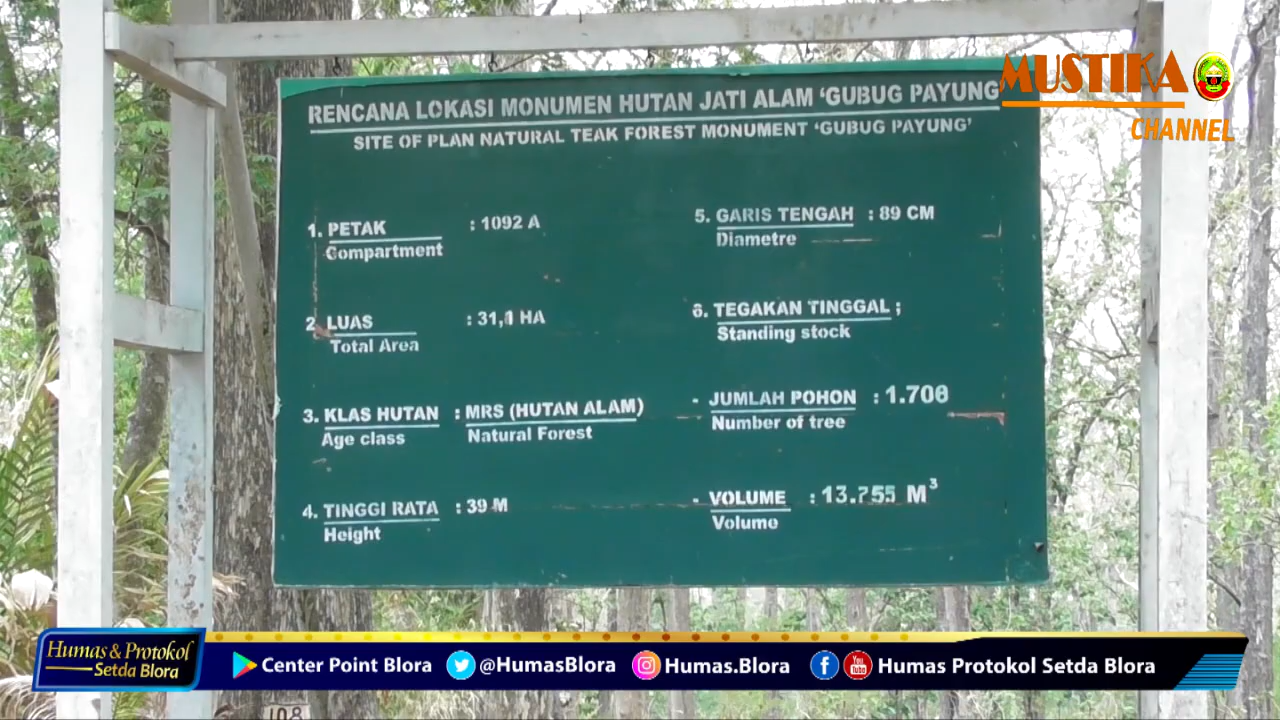 MUSTIKA
CHANNEL
RENCANA LOKASI MONUMEN HUTAN JATI ALAM ‘GUBUG PAYUNG
SITE OF PLAN NATURAL TEAK FOREST MONUMENT ‘GUBUG PAYUNG’
1. PETAK : 1092 A
Compartment
2. LUAS : 31,1 HA
Total Area
3. KLAS HUTAN : MRS (HUTAN ALAM)
Age class Natural Forest
4. TINGGI RATA : 39 M
Height
5. GARIS TENGAH : 89 CM
Diametre
6. TEGAKAN TINGGAL ;
Standing stock
- JUMLAH POHON : 1.706
Number of tree
- VOLUME : 13.755 M³
Volume
Humas & Protokol
Setda Blora
Center Point Blora @HumasBlora Humas.Blora Humas Protokol Setda Blora
108